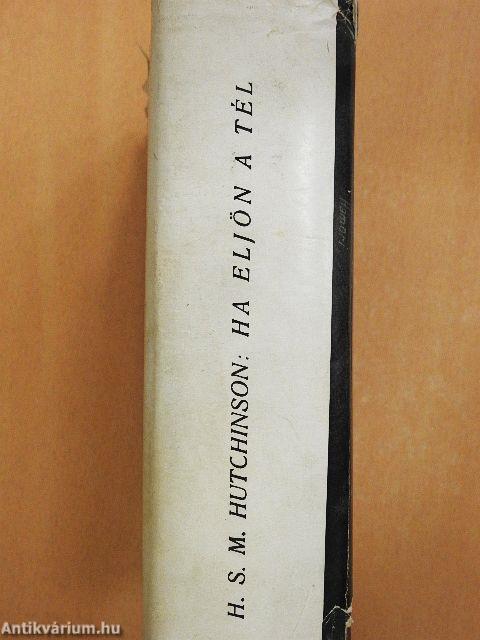 H. S. M. HUTCHINSON: HA ELJÖN A TÉL
Antikvárium.hu